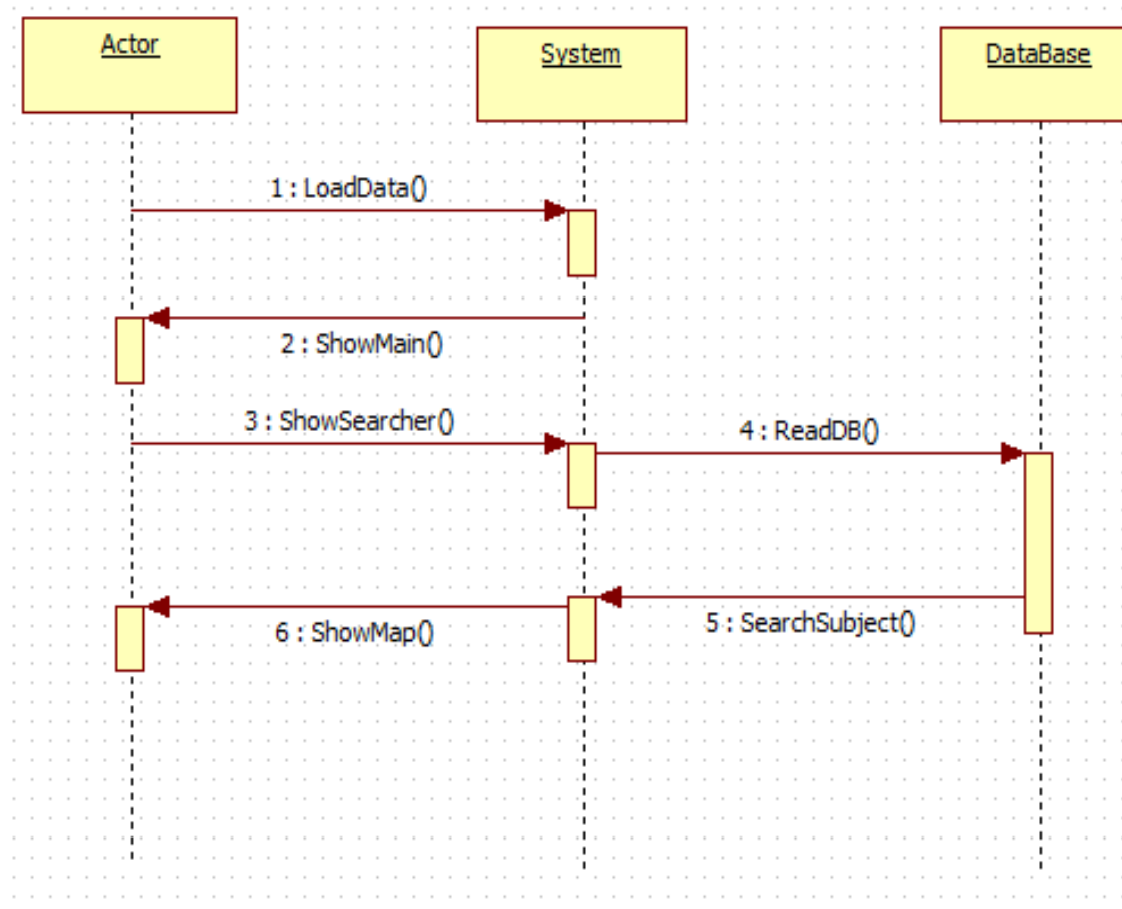 Actor
System
DataBase
1 : LoadData()
2 : ShowMain()
3 : ShowSearcher()
4 : ReadDB()
5 : SearchSubject()
6 : ShowMap()